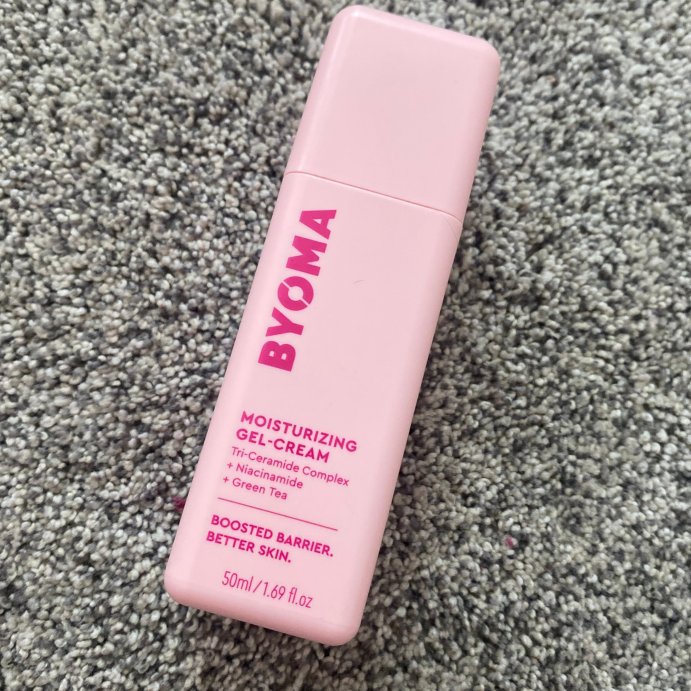 BYOMA
MOISTURIZING
GEL-CREAM
Tri-Ceramide Complex
+ Niacinamide
+ Green Tea
BOOSTED BARRIER.
BETTER SKIN.
50ml/1.69 fl.oz